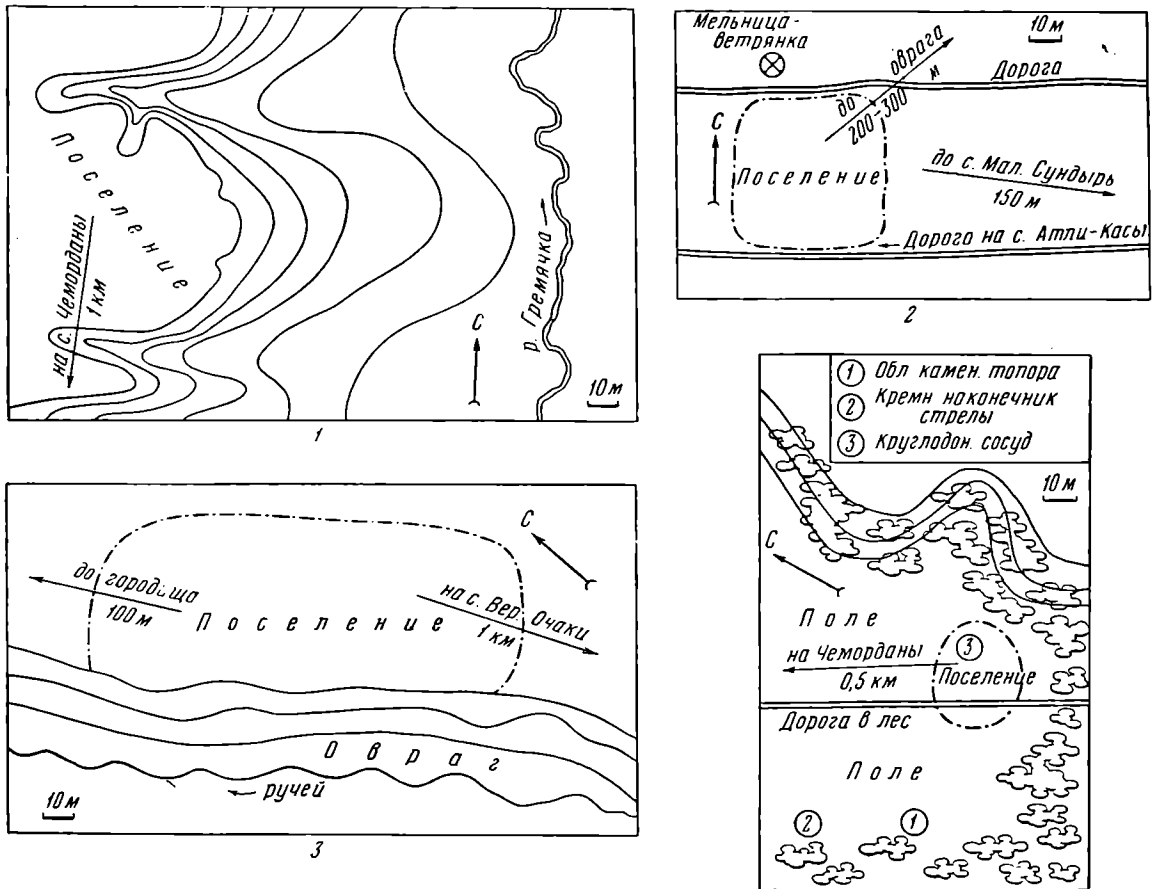 Поселение
на с. Чеморданы
1 км
С
р. Гремячка
10 м
1
Мельница-
ветрянка
10 м
до оврага
200-300 м
Дорога
С
Поселение
до с. Мал. Сундырь
150 м
Дорога на с. Атли-Касы
2
С
до городища
100 м
Поселение
на с. Вер. Очаки
1 км
Овраг
ручей
10 м
3
1 Обл камен. топора
2 Кремн наконечник
стрелы
3 Круглодон. сосуд
10 м
С
Поле
на Чеморданы
0,5 км
3
Поселение
Дорога в лес
Поле
2
1